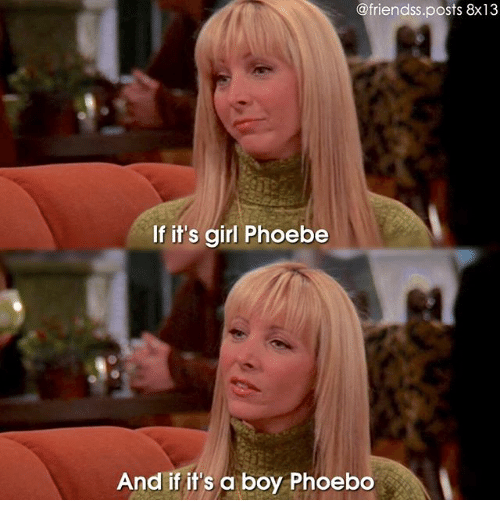 @friendss.posts 8x13
If it's girl Phoebe
And if it's a boy Phoebo